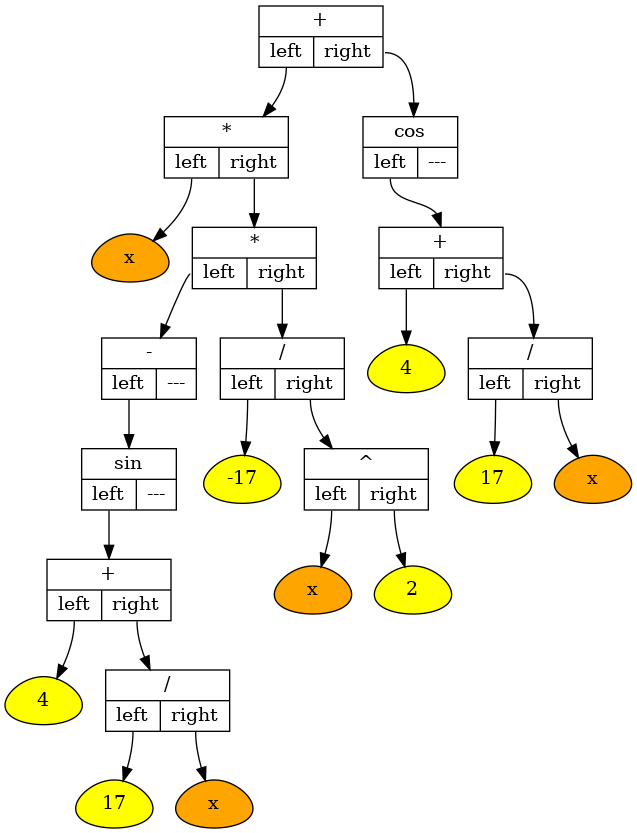 +
left right
*
left right
cos
left ---
x
*
left right
+
left right
-
left ---
/
left right
4
/
left right
sin
left ---
-17
^
left right
17
x
+
left right
x
2
4
/
left right
17
x